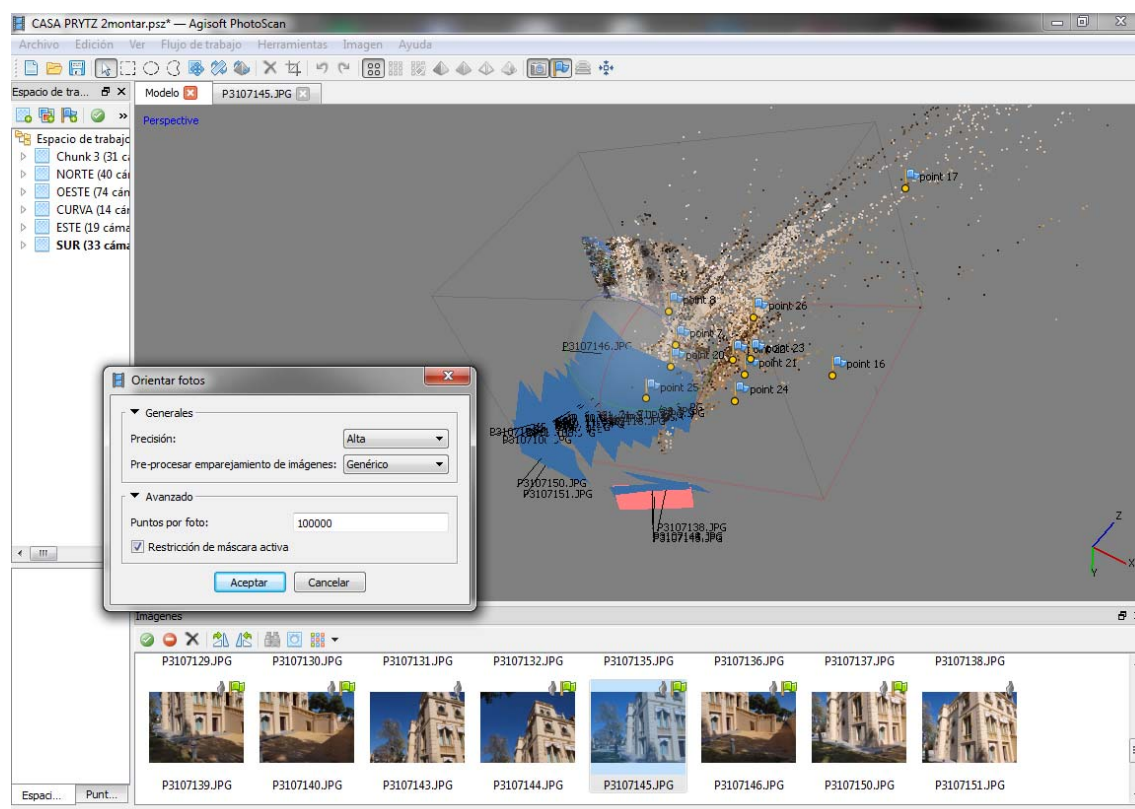 CASA PRYTZ 2montar.psz* — Agisoft PhotoScan
Archivo Edición Ver Flujo de trabajo Herramientas Imagen Ayuda
Espacio de tra...
Modelo P3107145.JPG
Perspective
Espacio de trabajo
Chunk 3 (31 cá
NORTE (40 cái
OESTE (74 cán
CURVA (14 cár
ESTE (19 cáma
SUR (33 cáma
point 17
point 8
point 26
point 7
P3107146.JPG
point 20
point 23
point 21
point 16
point 25
point 24
P3107150.JPG
P3107151.JPG
P3107138.JPG
Orientar fotos
Generales
Precisión: Alta
Pre-procesar emparejamiento de imágenes: Genérico
Avanzado
Puntos por foto: 100000
Restricción de máscara activa
Aceptar Cancelar
Z
X
Y
Imágenes
P3107129.JPG P3107130.JPG P3107131.JPG P3107132.JPG P3107135.JPG P3107136.JPG P3107137.JPG P3107138.JPG
P3107139.JPG P3107140.JPG P3107143.JPG P3107144.JPG P3107145.JPG P3107146.JPG P3107150.JPG P3107151.JPG
Espaci... Punt...